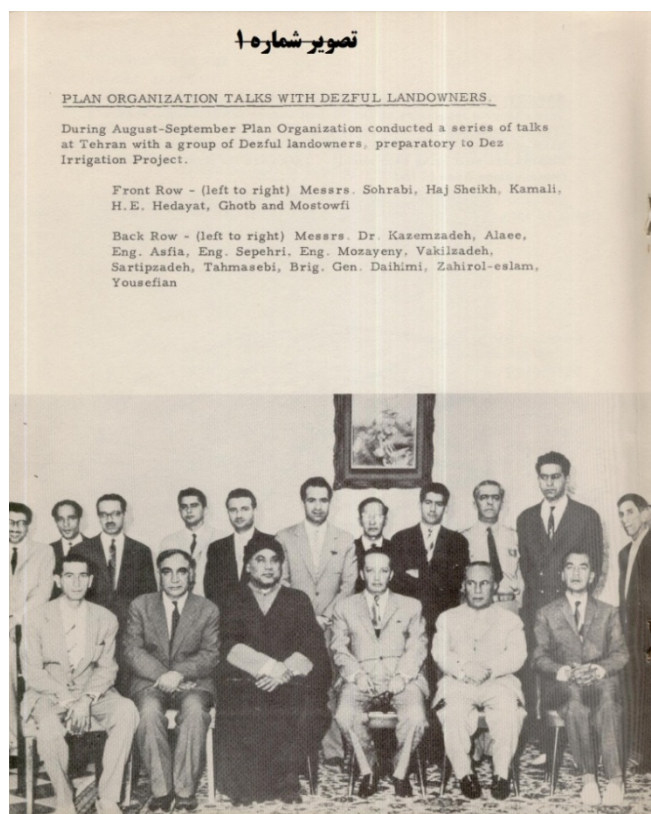 تصویر شماره ۱
PLAN ORGANIZATION TALKS WITH DEZFUL LANDOWNERS.
During August-September Plan Organization conducted a series of talks
at Tehran with a group of Dezful landowners, preparatory to Dez
Irrigation Project.
Front Row - (left to right) Messrs. Sohrabi, Haj Sheikh, Kamali,
H.E. Hedayat, Ghotb and Mostowfi
Back Row - (left to right) Messrs. Dr. Kazemzadeh, Alaee,
Eng. Asfia, Eng. Sepehri, Eng. Mozayeny, Vakilzadeh,
Sartipzadeh, Tahmasebi, Brig. Gen. Daihimi, Zahirol-eslam,
Yousefian